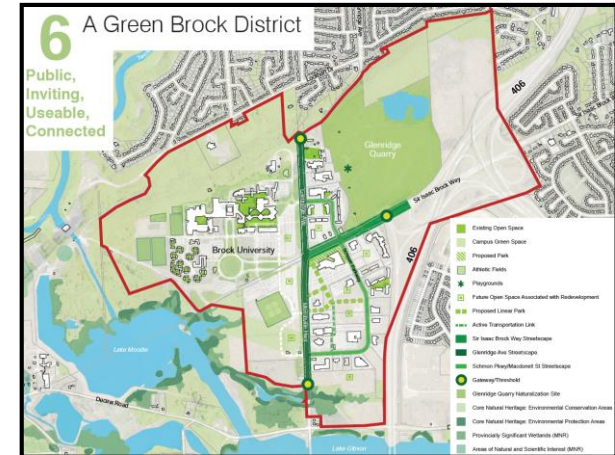 6 A Green Brock District
Public,
Inviting,
Useable,
Connected
406
Glenridge
Quarry
Sir Isaac Brock Way
Brock University
406
Lake Moodie
Decew Road
Lake Gibson
Existing Open Space
Campus Green Space
Proposed Park
Athletic Fields
Playgrounds
Future Open Space Associated with Redevelopment
Proposed Linear Park
Active Transportation Link
Sir Isaac Brock Way Streetscape
Glenridge Ave Streetscape
Schmon Pkwy/Macdonell St Streetscape
Gateway/Threshold
Glenridge Quarry Naturalization Site
Core Natural Heritage: Environmental Conservation Areas
Core Natural Heritage: Environmental Protection Areas
Provincially Significant Wetlands (MNR)
Areas of Natural and Scientific Interest (MNR)